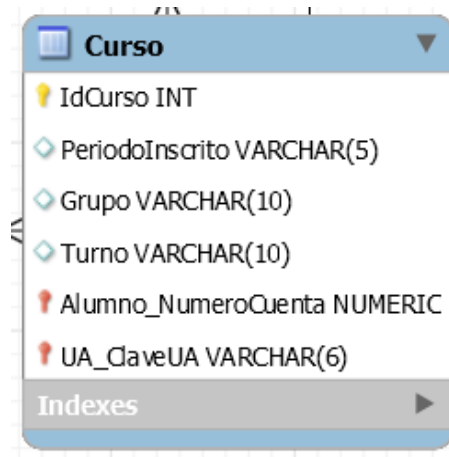 Curso
IdCurso INT
PeriodoInscrito VARCHAR(5)
Grupo VARCHAR(10)
Turno VARCHAR(10)
Alumno_NumeroCuenta NUMERIC
UA_ClaveUA VARCHAR(6)
Indexes